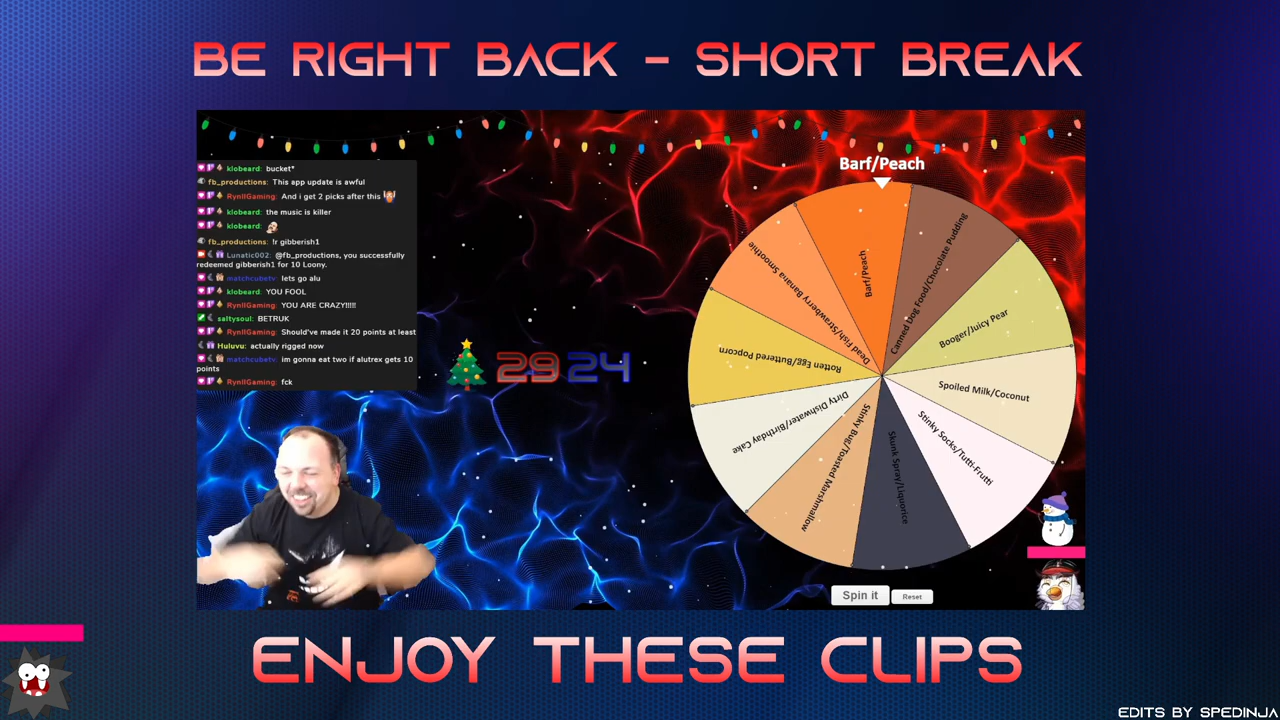 BE RIGHT BACK - SHORT BREAK
klobeard: bucket*
fb_productions: This app update is awful
RynllGaming: And i get 2 picks after this
klobeard: the music is killer
klobeard:
fb_productions: !r gibberish1
Lunatic002: @fb_productions, you successfully
redeemed gibberish1 for 10 Loony.
matchcubetv: lets go alu
klobeard: YOU FOOL
RynllGaming: YOU ARE CRAZY!!!!!
saltysoul: BETRUK
RynllGaming: Should've made it 20 points at least
Huluvu: actually rigged now
matchcubetv: im gonna eat two if alutrex gets 10
points
RynllGaming: fck
29 24
Barf/Peach
Barf/Peach
Canned Dog Food/Chocolate Pudding
Booger/Juicy Pear
Spoiled Milk/Coconut
Stinky Socks/Tutti-Frutti
Skunk Spray/Liquorice
Stinky Bug/Toasted Marshmallow
Dirty Dishwater/Birthday Cake
Rotten Egg/Buttered Popcorn
Dead Fish/Strawberry Banana Smoothie
Spin it
Reset
ENJOY THESE CLIPS
EDITS BY SPEDINJA